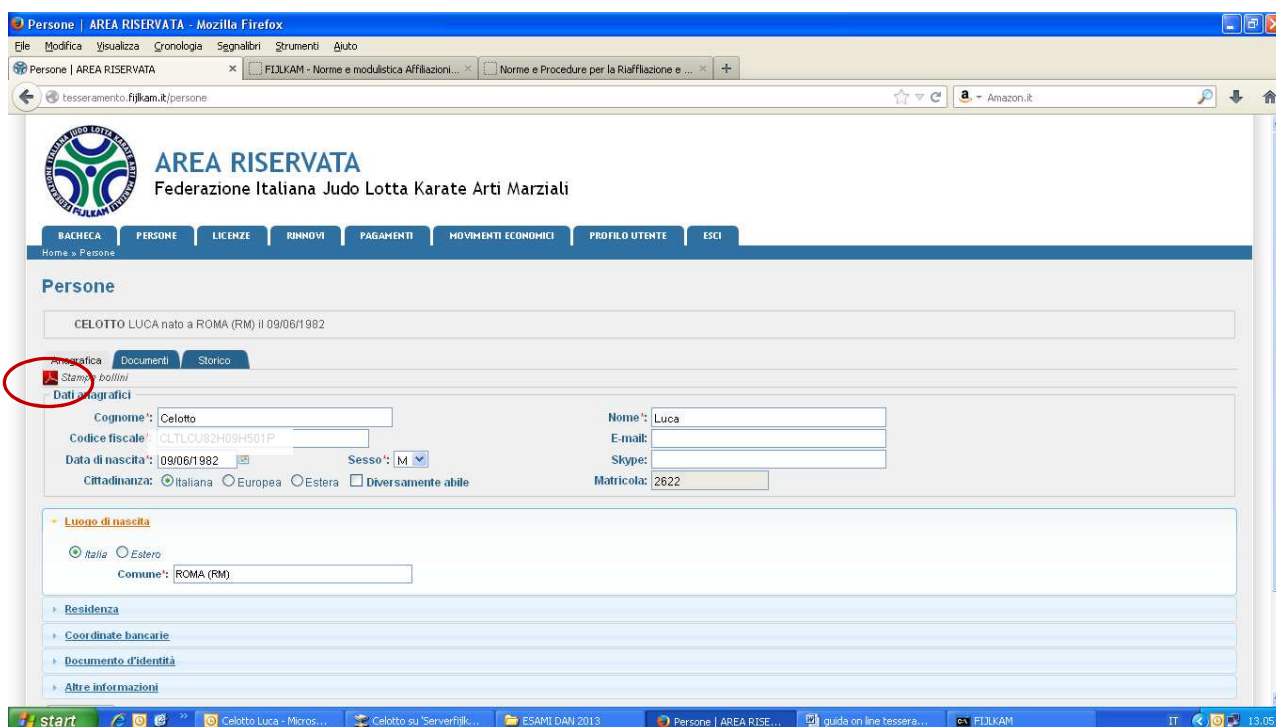 Persone | AREA RISERVATA - Mozilla Firefox
File Modifica Visualizza Cronologia Segnalibri Strumenti Aiuto
Persone | AREA RISERVATA × FIJLKAM - Norme e modulistica Affiliazioni... × Norme e Procedure per la Riaffliazione e ... × +
tesseramento.fijlkam.it/persone a - Amazon.it
AREA RISERVATA
Federazione Italiana Judo Lotta Karate Arti Marziali
FIJLKAM
BACHECA PERSONE LICENZE RINNOVI PAGAMENTI MOVIMENTI ECONOMICI PROFILO UTENTE ESCI
Home » Persone
Persone
CELOTTO LUCA nato a ROMA (RM) il 09/06/1982
Anagrafica Documenti Storico
Stampa bollini
Dati anagrafici
Cognome*: Celotto Nome*: Luca
Codice fiscale*: CLTLCU82H09H501P E-mail:
Data di nascita*: 09/06/1982 Sesso*: M Skype:
Cittadinanza: Italiana Europea Estera Diversamente abile Matricola: 2622
Luogo di nascita
Italia Estero
Comune*: ROMA (RM)
Residenza
Coordinate bancarie
Documento d'identità
Altre informazioni
start Celotto Luca - Micros... Celotto su 'Serverfijlk... ESAMI DAN 2013 Persone | AREA RISE... guida on line tessera... FIJLKAM IT 13.05